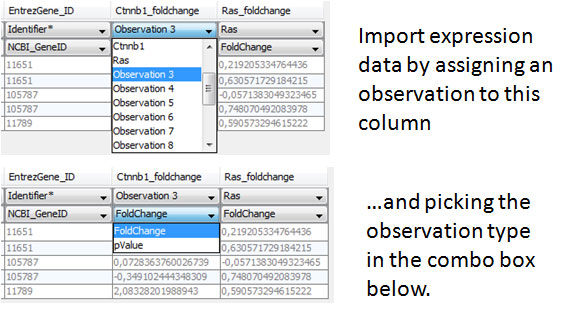 EntrezGene_ID Ctnnb1_foldchange Ras_foldchange
Identifier* Observation 3 Ras
NCBI_GeneID Ctnnb1 FoldChange
11651 Ras 0,219205334764436
11651 Observation 3 0,630571729184215
105787 Observation 4 -0,0571383049323465
105787 Observation 5 0,748070492083978
11789 Observation 6 0,590573294615222
Observation 7
Observation 8
Import expression
data by assigning an
observation to this
column
EntrezGene_ID Ctnnb1_foldchange Ras_foldchange
Identifier* Observation 3 Ras
NCBI_GeneID FoldChange FoldChange
11651 FoldChange 0,219205334764436
11651 pValue 0,630571729184215
105787 0,0728363760026739 -0,0571383049323465
105787 -0,349102444348309 0,748070492083978
11789 2,08328201988943 0,590573294615222
...and picking the
observation type
in the combo box
below.